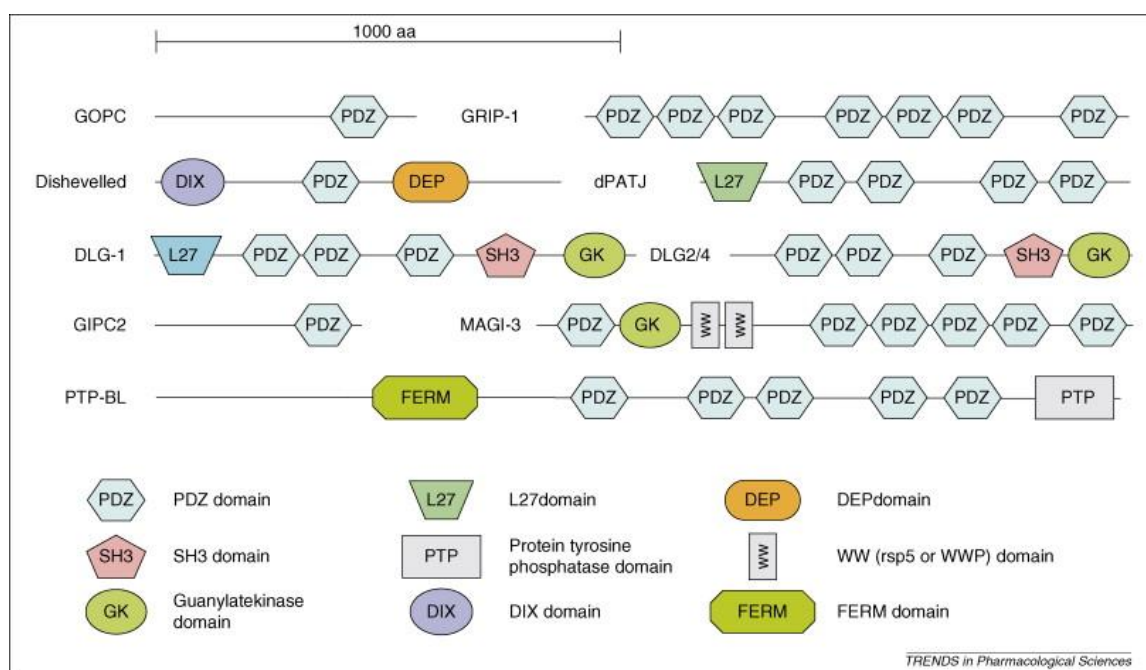 1000 aa
GOPC PDZ GRIP-1 PDZ PDZ PDZ PDZ PDZ PDZ PDZ
Dishevelled DIX PDZ DEP dPATJ L27 PDZ PDZ PDZ PDZ
DLG-1 L27 PDZ PDZ PDZ SH3 GK DLG2/4 PDZ PDZ PDZ SH3 GK
GIPC2 PDZ MAGI-3 PDZ GK WW WW PDZ PDZ PDZ PDZ PDZ
PTP-BL FERM PDZ PDZ PDZ PDZ PDZ PTP
PDZ PDZ domain L27 L27domain DEP DEPdomain
SH3 SH3 domain PTP Protein tyrosine
phosphatase domain WW WW (rsp5 or WWP) domain
GK Guanylatekinase
domain DIX DIX domain FERM FERM domain
TRENDS in Pharmacological Sciences